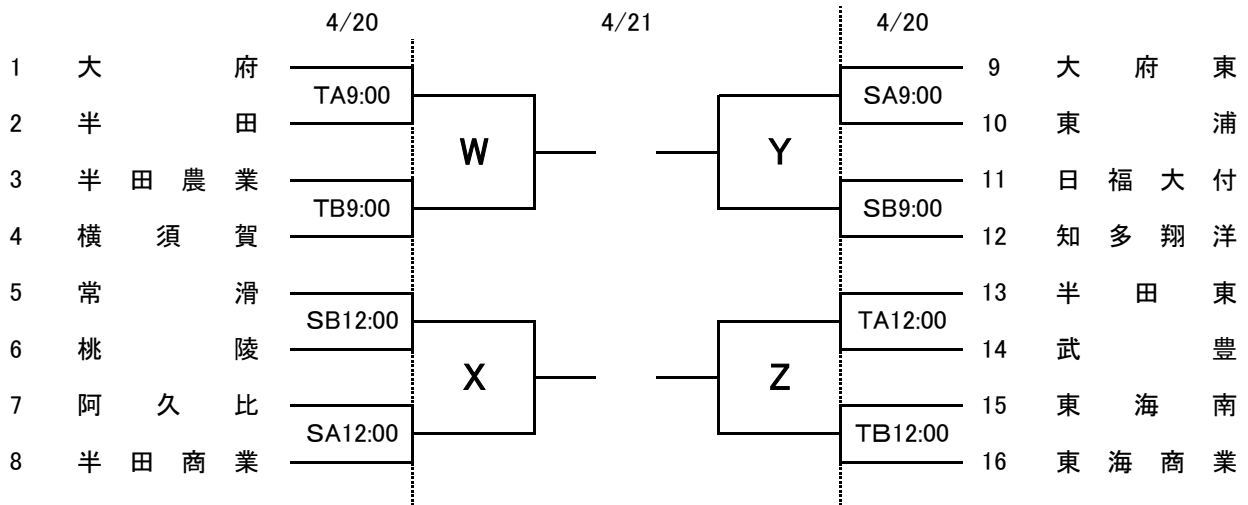 4/20 4/21 4/20
1 大府 9 大府東
TA9:00 SA9:00
2 半田 10 東浦
W Y
3 半田農業 11 日福大付
TB9:00 SB9:00
4 横須賀 12 知多翔洋
5 常滑 13 半田東
SB12:00 TA12:00
6 桃陵 14 武豊
X Z
7 阿久比 15 東海南
SA12:00 TB12:00
8 半田商業 16 東海商業